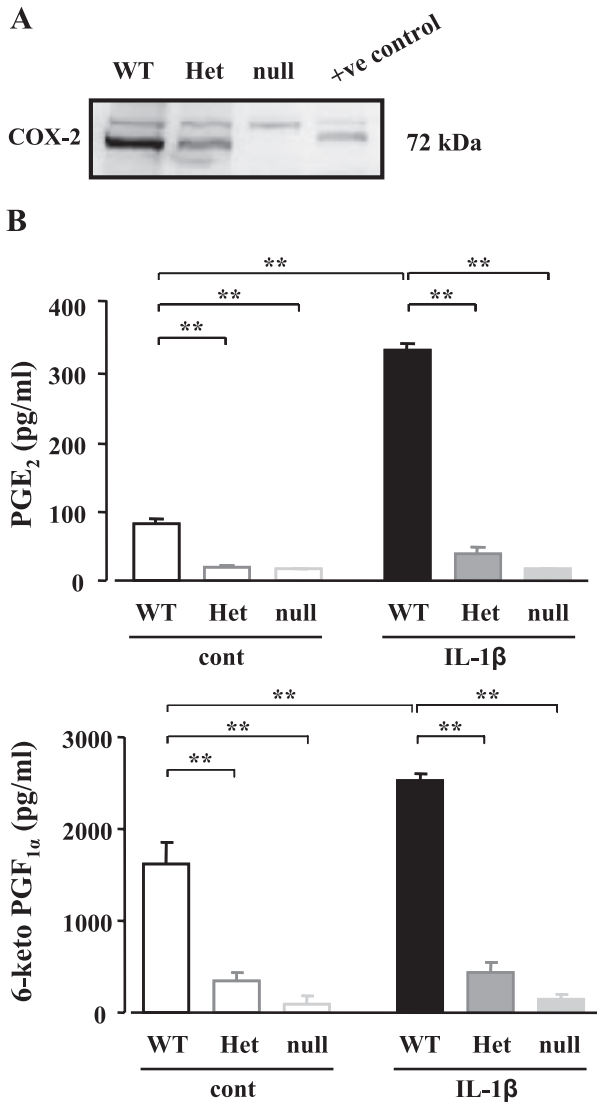 A
WT Het null +ve control
COX-2 72 kDa
B
** **
** **
**
400
300
200
100
0
PGE2 (pg/ml)
WT Het null WT Het null
cont IL-1β
** **
** **
**
3000
2000
1000
0
6-keto PGF1α (pg/ml)
WT Het null WT Het null
cont IL-1β